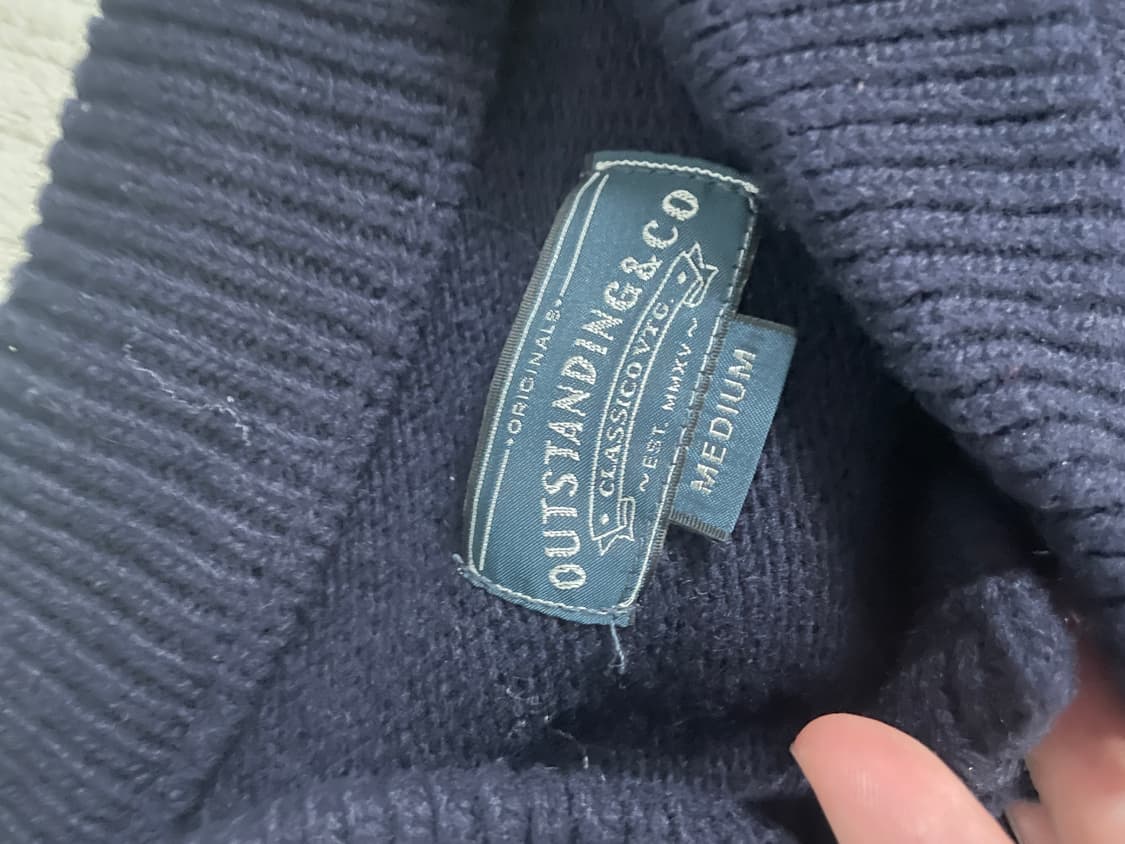 •ORIGINALS•
OUTSTANDING&CO
CLASSICO VTG.
~EST. MMXV~
MEDIUM